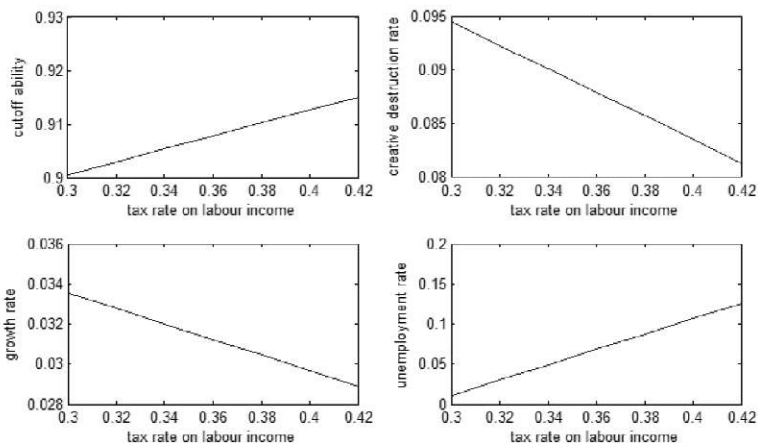 0.93
0.92
0.91
0.9
0.3 0.32 0.34 0.36 0.38 0.4 0.42
cutoff ability
tax rate on labour income
0.095
0.09
0.085
0.08
0.3 0.32 0.34 0.36 0.38 0.4 0.42
creative destruction rate
tax rate on labour income
0.036
0.034
0.032
0.03
0.028
0.3 0.32 0.34 0.36 0.38 0.4 0.42
growth rate
tax rate on labour income
0.2
0.15
0.1
0.05
0
0.3 0.32 0.34 0.36 0.38 0.4 0.42
unemployment rate
tax rate on labour income